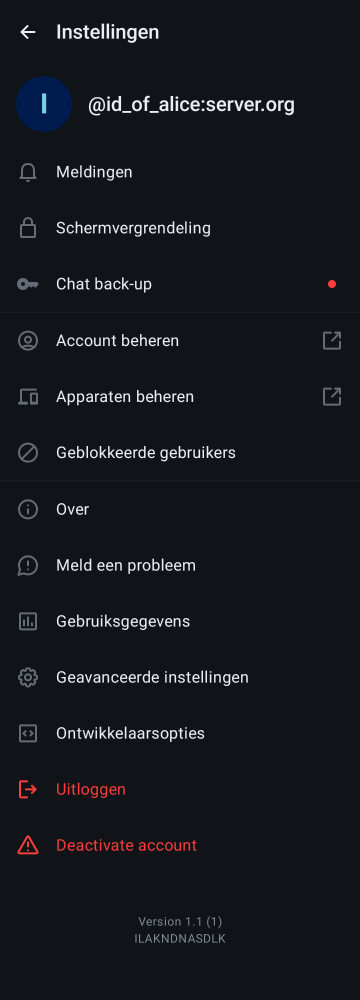 Instellingen
I
@id_of_alice:server.org
Meldingen
Schermvergrendeling
Chat back-up
Account beheren
Apparaten beheren
Geblokkeerde gebruikers
Over
Meld een probleem
Gebruiksgegevens
Geavanceerde instellingen
Ontwikkelaarsopties
Uitloggen
Deactivate account
Version 1.1 (1)
ILAKNDNASDLK